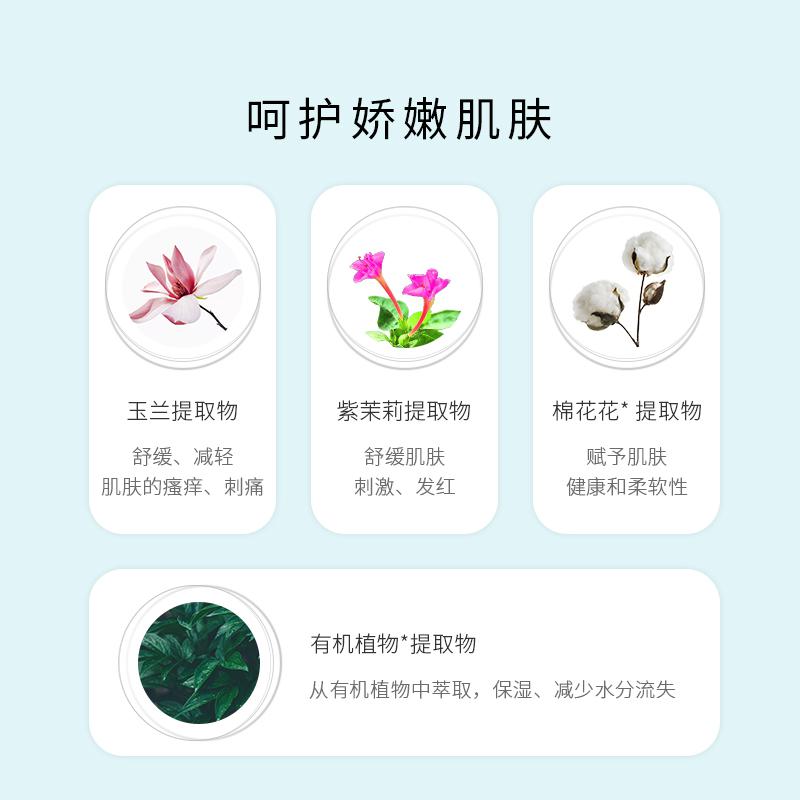 呵护娇嫩肌肤
玉兰提取物
舒缓、减轻
肌肤的瘙痒、刺痛
紫茉莉提取物
舒缓肌肤
刺激、发红
棉花花* 提取物
赋予肌肤
健康和柔软性
有机植物*提取物
从有机植物中萃取，保湿、减少水分流失